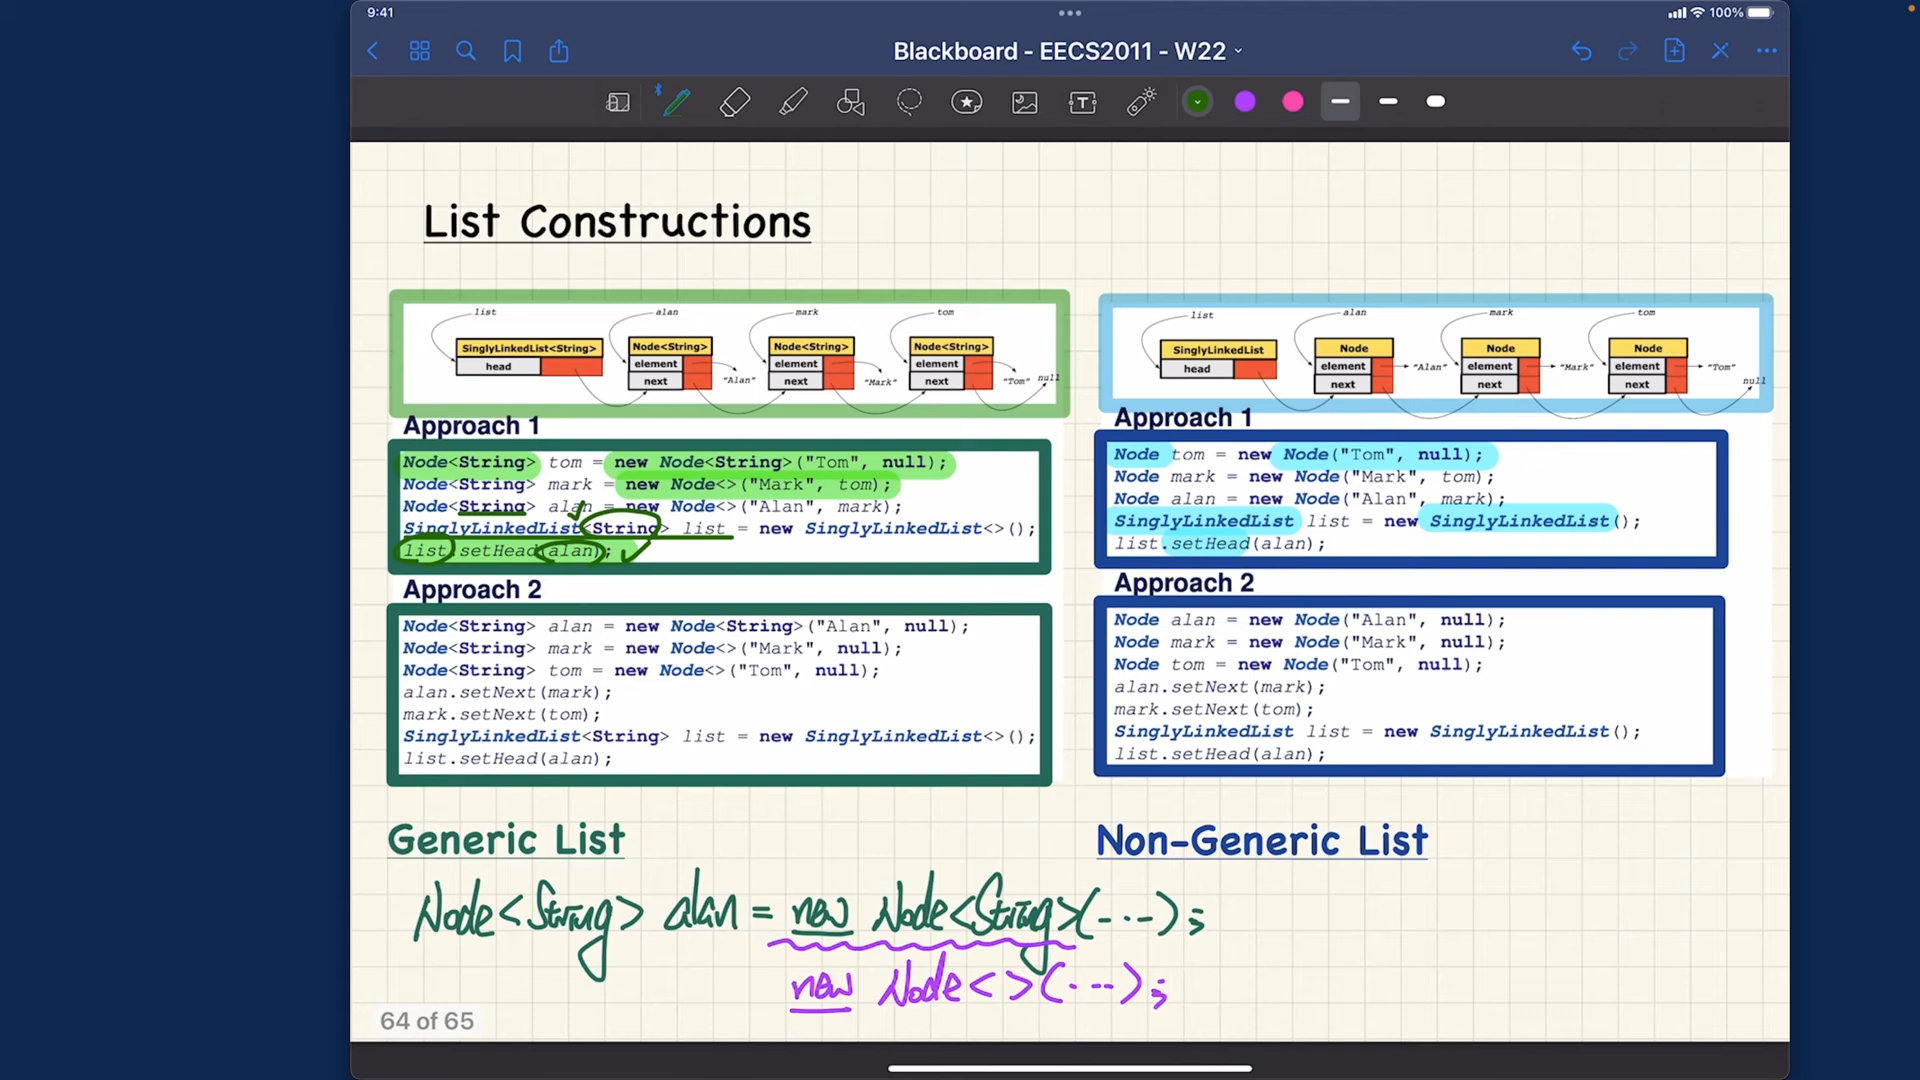 9:41
100%
Blackboard - EECS2011 - W22
T
List Constructions
list
alan
mark
tom
SinglyLinkedList<String>
head
Node<String>
element
next
"Alan"
Node<String>
element
next
"Mark"
Node<String>
element
next
"Tom"
null
Approach 1
Node<String> tom = new Node<String>("Tom", null);
Node<String> mark = new Node<>("Mark", tom);
Node<String> alan = new Node<>("Alan", mark);
SinglyLinkedList<String> list = new SinglyLinkedList<>();
list.setHead(alan);
Approach 2
Node<String> alan = new Node<String>("Alan", null);
Node<String> mark = new Node<>("Mark", null);
Node<String> tom = new Node<>("Tom", null);
alan.setNext(mark);
mark.setNext(tom);
SinglyLinkedList<String> list = new SinglyLinkedList<>();
list.setHead(alan);
list
alan
mark
tom
SinglyLinkedList
head
Node
element
next
"Alan"
Node
element
next
"Mark"
Node
element
next
"Tom"
null
Approach 1
Node tom = new Node("Tom", null);
Node mark = new Node("Mark", tom);
Node alan = new Node("Alan", mark);
SinglyLinkedList list = new SinglyLinkedList();
list.setHead(alan);
Approach 2
Node alan = new Node("Alan", null);
Node mark = new Node("Mark", null);
Node tom = new Node("Tom", null);
alan.setNext(mark);
mark.setNext(tom);
SinglyLinkedList list = new SinglyLinkedList();
list.setHead(alan);
Generic List
Non-Generic List
Node<String> alan = new Node<String>(---);
new Node<>(---);
64 of 65